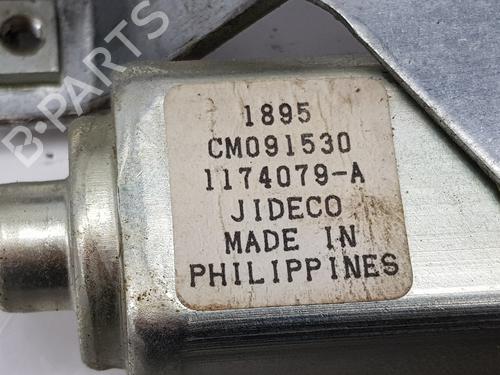 B-PARTS
1895
CM091530
1174079-A
JIDECO
MADE IN
PHILIPPINES